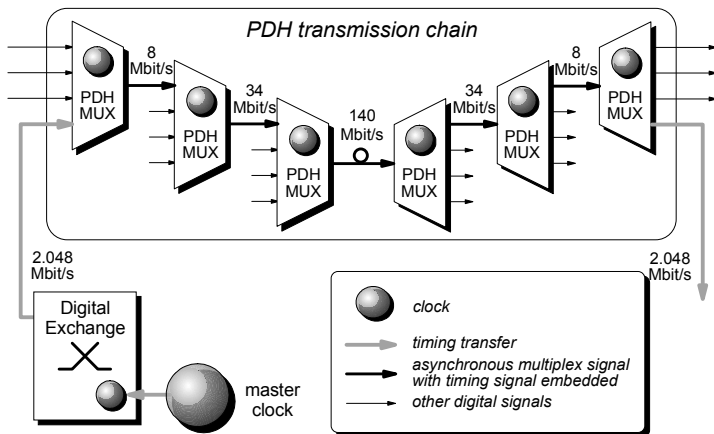 PDH transmission chain
8
Mbit/s
34
Mbit/s
140
Mbit/s
34
Mbit/s
8
Mbit/s
PDH
MUX
PDH
MUX
PDH
MUX
PDH
MUX
PDH
MUX
PDH
MUX
2.048
Mbit/s
2.048
Mbit/s
Digital
Exchange
master
clock
clock
timing transfer
asynchronous multiplex signal
with timing signal embedded
other digital signals